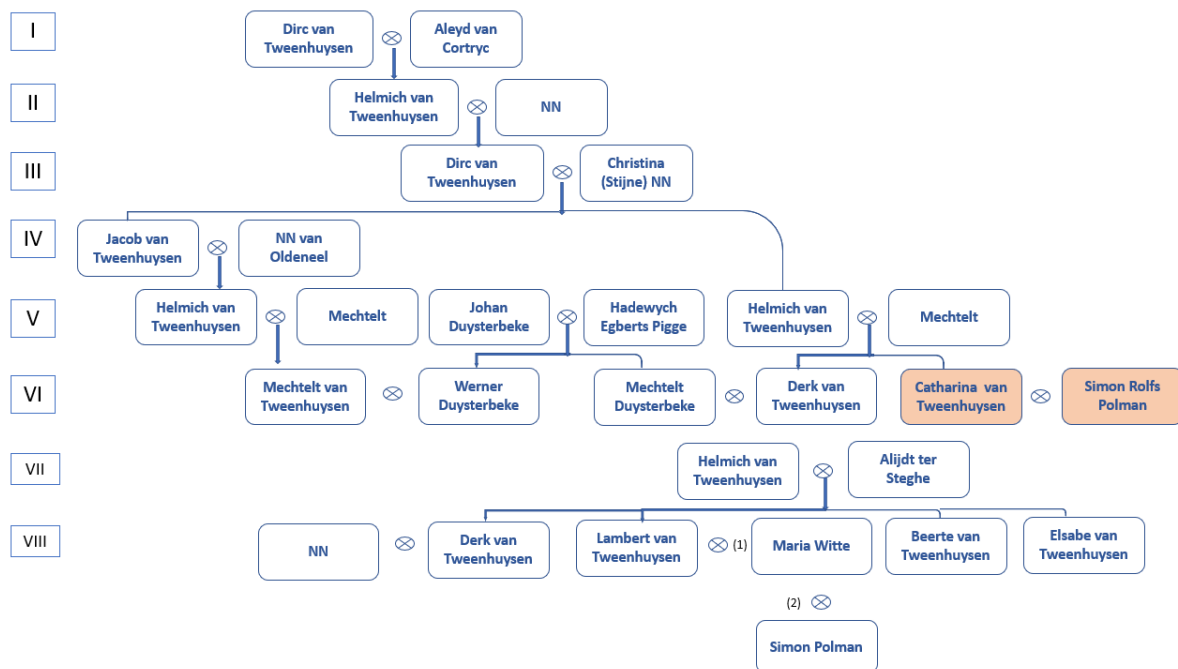 I
Dirc van
Tweenhuysen
Aleyd van
Cortryc
II
Helmich van
Tweenhuysen
NN
III
Dirc van
Tweenhuysen
Christina
(Stijne) NN
IV
Jacob van
Tweenhuysen
NN van
Oldeneel
V
Helmich van
Tweenhuysen
Mechtelt
Johan
Duysterbeke
Hadewych
Egberts Pigge
Helmich van
Tweenhuysen
Mechtelt
VI
Mechtelt van
Tweenhuysen
Werner
Duysterbeke
Mechtelt
Duysterbeke
Derk van
Tweenhuysen
Catharina van
Tweenhuysen
Simon Rolfs
Polman
VII
Helmich van
Tweenhuysen
Alijdt ter
Steghe
VIII
NN
Derk van
Tweenhuysen
Lambert van
Tweenhuysen
(1)
Maria Witte
Beerte van
Tweenhuysen
Elsabe van
Tweenhuysen
(2)
Simon Polman